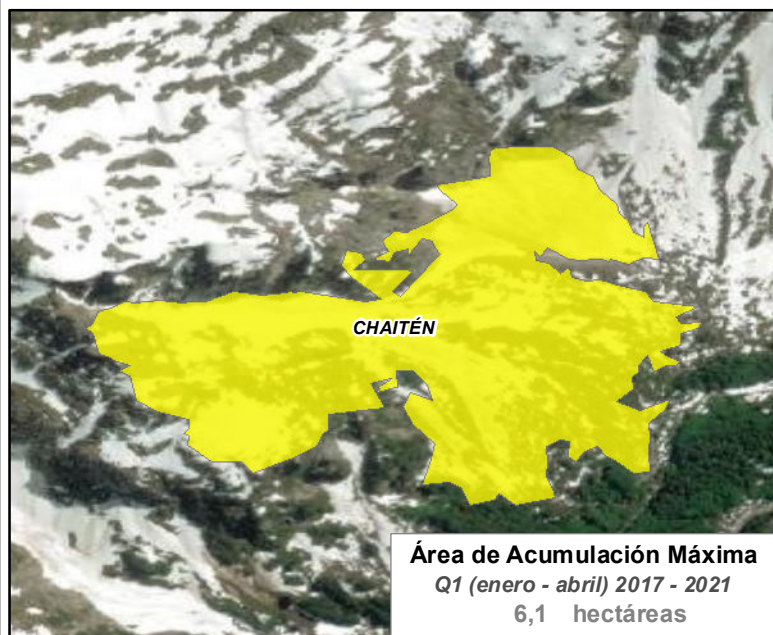 CHAITÉN
Área de Acumulación Máxima
Q1 (enero - abril) 2017 - 2021
6,1 hectáreas